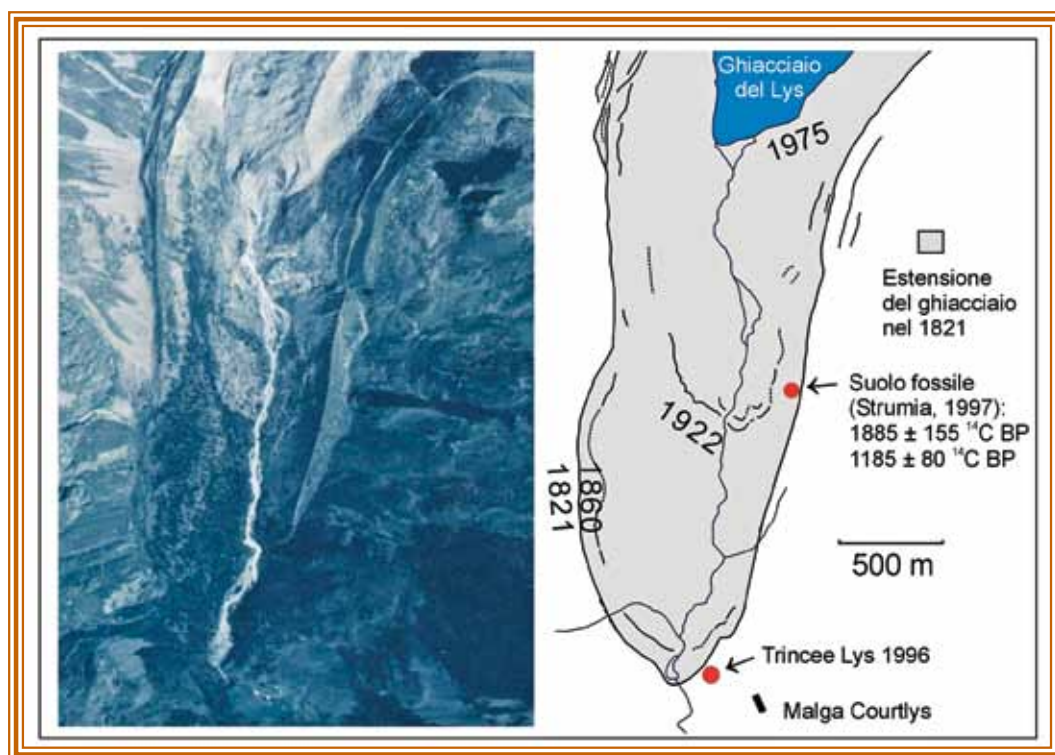 Ghiacciaio
del Lys
1975
Estensione
del ghiacciaio
nel 1821
Suolo fossile
(Strumia, 1997):
1885 ± 155 ¹⁴C BP
1185 ± 80 ¹⁴C BP
1922
1821
1860
500 m
Trincee Lys 1996
Malga Courtlys